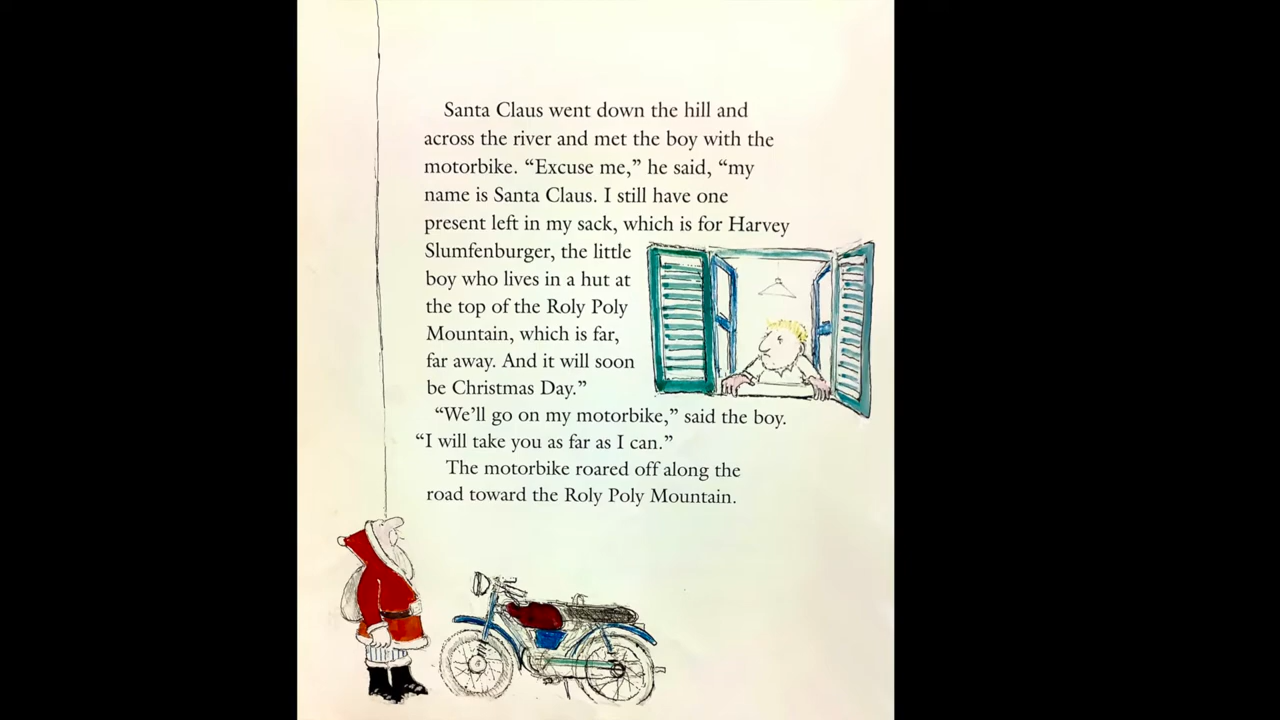 Santa Claus went down the hill and
across the river and met the boy with the
motorbike. “Excuse me,” he said, “my
name is Santa Claus. I still have one
present left in my sack, which is for Harvey
Slumfenburger, the little
boy who lives in a hut at
the top of the Roly Poly
Mountain, which is far,
far away. And it will soon
be Christmas Day.”
“We’ll go on my motorbike,” said the boy.
“I will take you as far as I can.”
The motorbike roared off along the
road toward the Roly Poly Mountain.